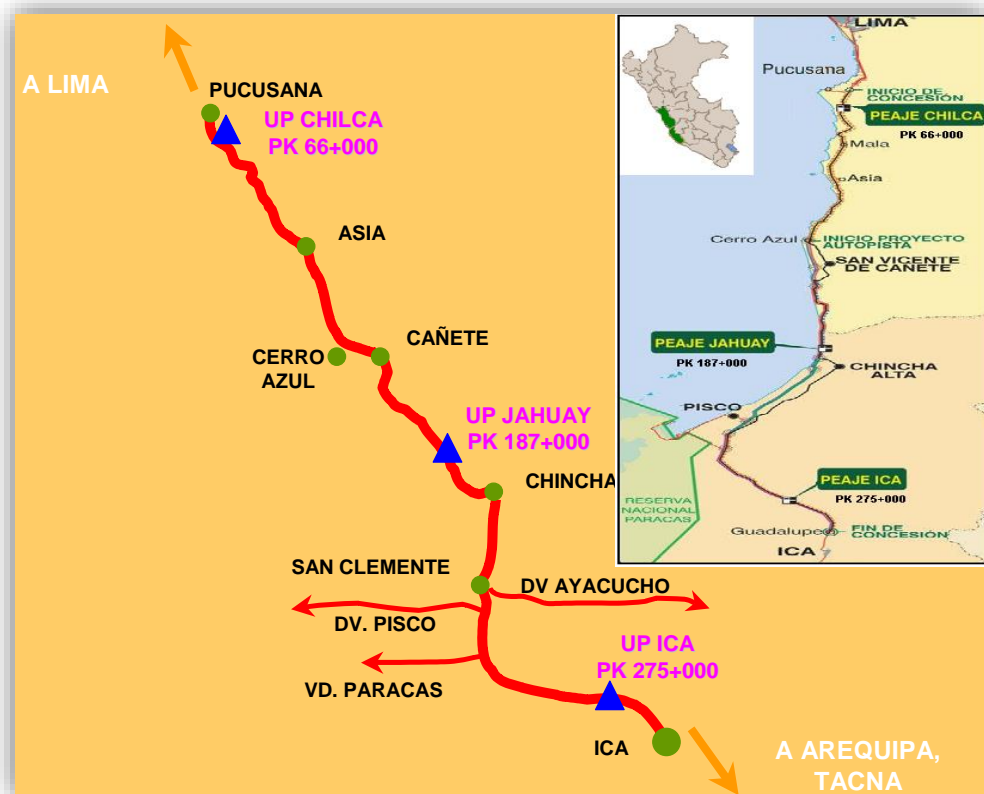 A LIMA
PUCUSANA
UP CHILCA
PK 66+000
ASIA
CAÑETE
CERRO
AZUL
UP JAHUAY
PK 187+000
CHINCHA
SAN CLEMENTE
DV AYACUCHO
DV. PISCO
VD. PARACAS
UP ICA
PK 275+000
ICA
A AREQUIPA,
TACNA
LIMA
Pucusana
INICIO DE
CONCESIÓN
PEAJE CHILCA
PK 66+000
Mala
Asia
Cerro Azul
INICIO PROYECTO
AUTOPISTA
SAN VICENTE
DE CAÑETE
PEAJE JAHUAY
PK 187+000
CHINCHA
ALTA
PISCO
PEAJE ICA
PK 275+000
RESERVA
NACIONAL
PARACAS
Guadalupe
FIN DE
CONCESIÓN
ICA